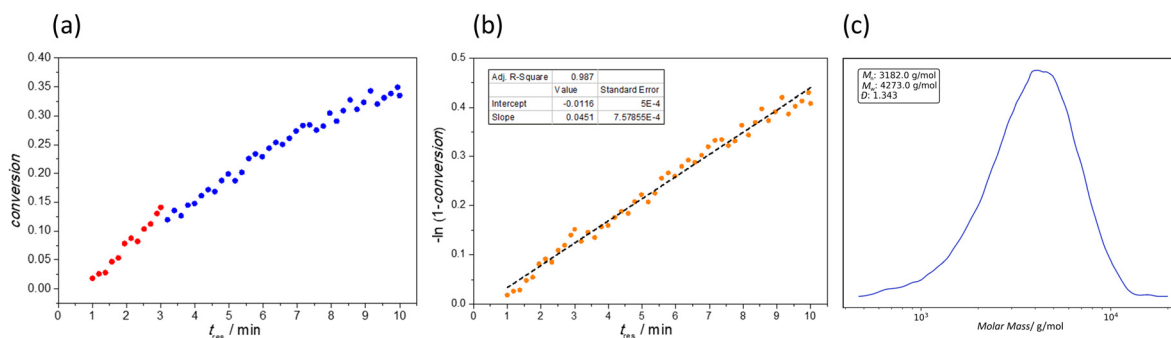 (a)
(b)
(c)
0.40
0.35
0.30
0.25
0.20
0.15
0.10
0.05
0.00
conversion
0 1 2 3 4 5 6 7 8 9 10
t_res / min
-0.5
0.4
0.3
0.2
0.1
0.0
-ln (1-conversion)
Adj. R-Square 0.987
Value Standard Error
Intercept -0.0116 5E-4
Slope 0.0451 7.57855E-4
0 1 2 3 4 5 6 7 8 9 10
t_res / min
Mn: 3182.0 g/mol
Mw: 4273.0 g/mol
Đ: 1.343
10³ 10⁴
Molar Mass/ g/mol